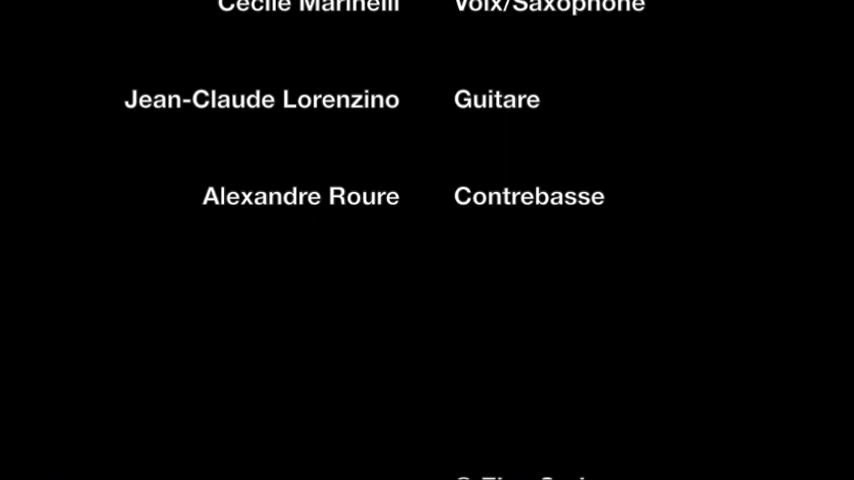 Cécile Marinelli Voix/Saxophone
Jean-Claude Lorenzino Guitare
Alexandre Roure Contrebasse